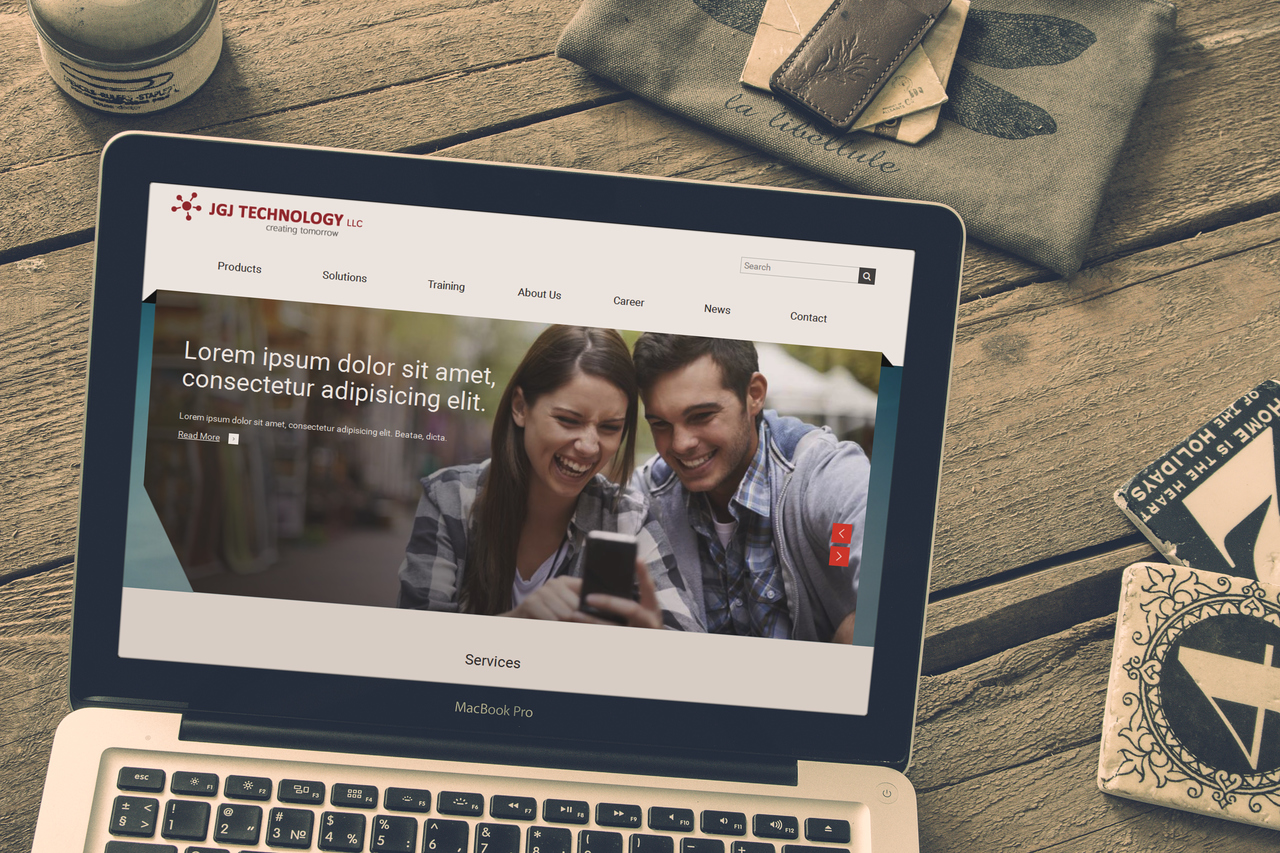 la libellule
JGJ TECHNOLOGY LLC
creating tomorrow
Search
Products
Solutions
Training
About Us
Career
News
Contact
Lorem ipsum dolor sit amet,
consectetur adipisicing elit.
Lorem ipsum dolor sit amet, consectetur adipisicing elit. Beatae, dicta.
Read More
Services
MacBook Pro
HOME IS THE HEART
OF THE HOLIDAYS
esc
F1
F2
F3
F4
F5
F6
F7
F8
F9
F10
F11
F12
± <
§ >
!
1
@
2 "
#
3 №
$
4 %
%
5 :
^
6 ,
&
7
*
8
(
)
–
+